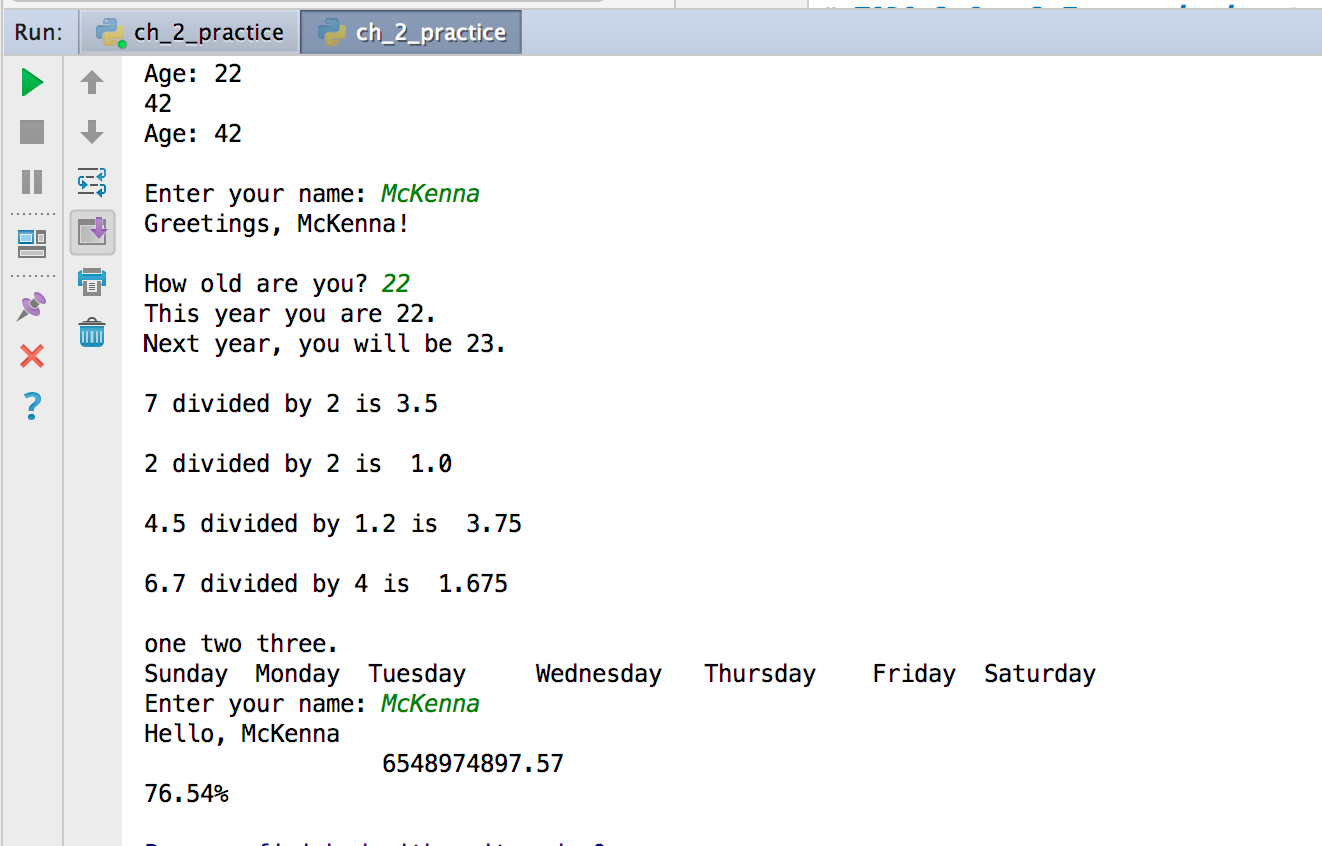 Run: ch_2_practice ch_2_practice
Age: 22
42
Age: 42
Enter your name: McKenna
Greetings, McKenna!
How old are you? 22
This year you are 22.
Next year, you will be 23.
7 divided by 2 is 3.5
2 divided by 2 is  1.0
4.5 divided by 1.2 is  3.75
6.7 divided by 4 is  1.675
one two three.
Sunday  Monday  Tuesday     Wednesday   Thursday    Friday  Saturday
Enter your name: McKenna
Hello, McKenna
                 6548974897.57
76.54%